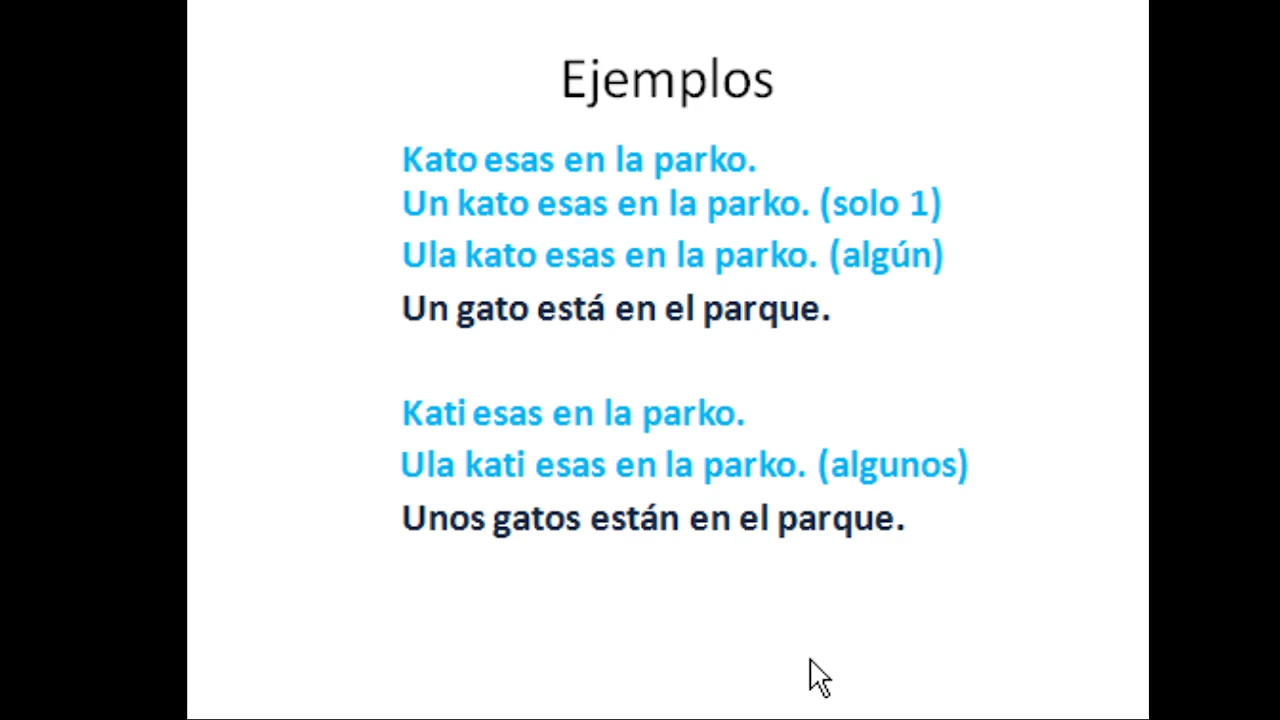 Ejemplos
Kato esas en la parko.
Un kato esas en la parko. (solo 1)
Ula kato esas en la parko. (algún)
Un gato está en el parque.
Kati esas en la parko.
Ula kati esas en la parko. (algunos)
Unos gatos están en el parque.